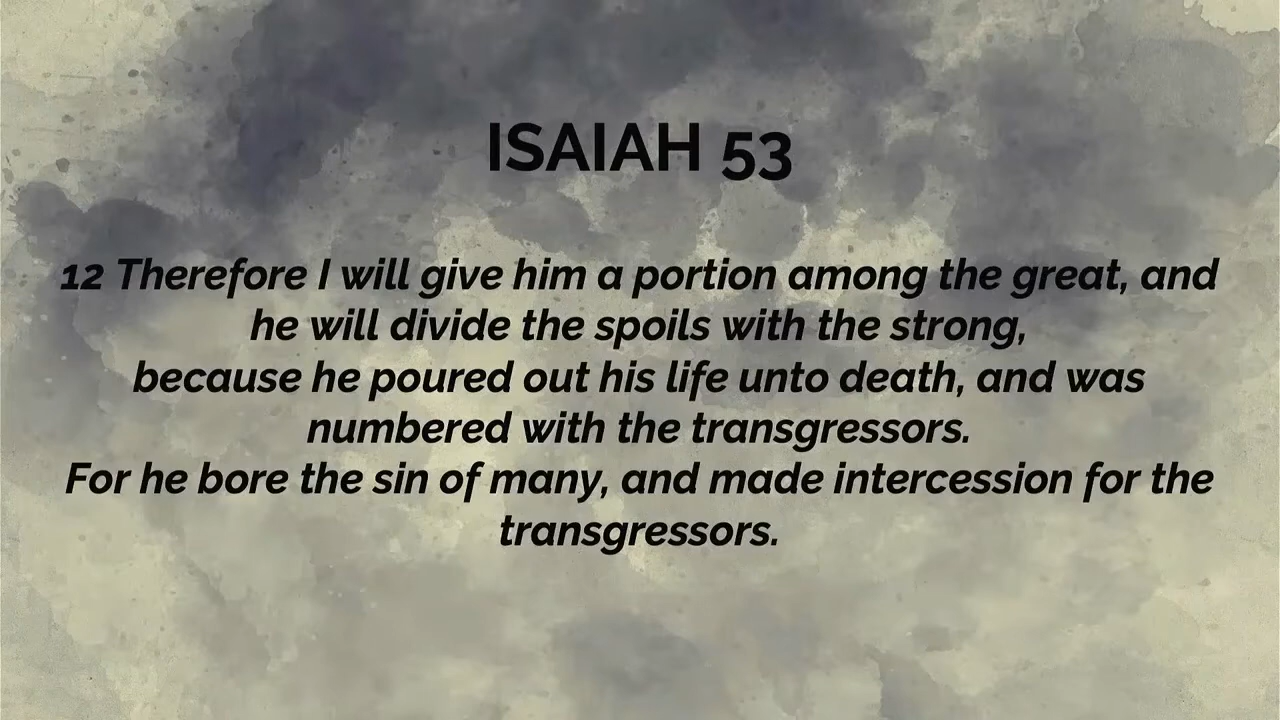 ISAIAH 53
12 Therefore I will give him a portion among the great, and
he will divide the spoils with the strong,
because he poured out his life unto death, and was
numbered with the transgressors.
For he bore the sin of many, and made intercession for the
transgressors.